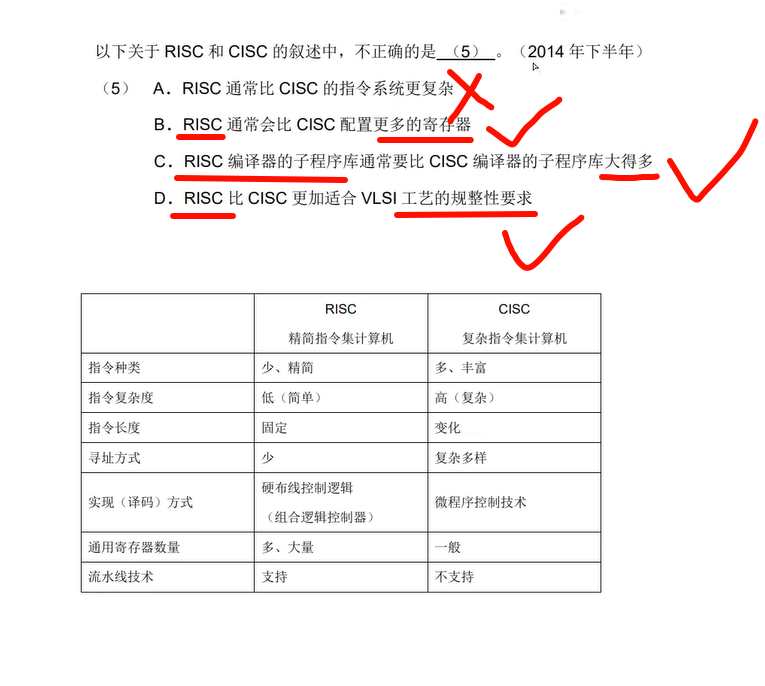 以下关于 RISC 和 CISC 的叙述中，不正确的是 （5） 。（2014 年下半年）
（5） A．RISC 通常比 CISC 的指令系统更复杂
B．RISC 通常会比 CISC 配置更多的寄存器
C．RISC 编译器的子程序库通常要比 CISC 编译器的子程序库大得多
D．RISC 比 CISC 更加适合 VLSI 工艺的规整性要求
RISC CISC
精简指令集计算机 复杂指令集计算机
指令种类 少、精简 多、丰富
指令复杂度 低（简单） 高（复杂）
指令长度 固定 变化
寻址方式 少 复杂多样
实现（译码）方式 硬布线控制逻辑 微程序控制技术
（组合逻辑控制器）
通用寄存器数量 多、大量 一般
流水线技术 支持 不支持